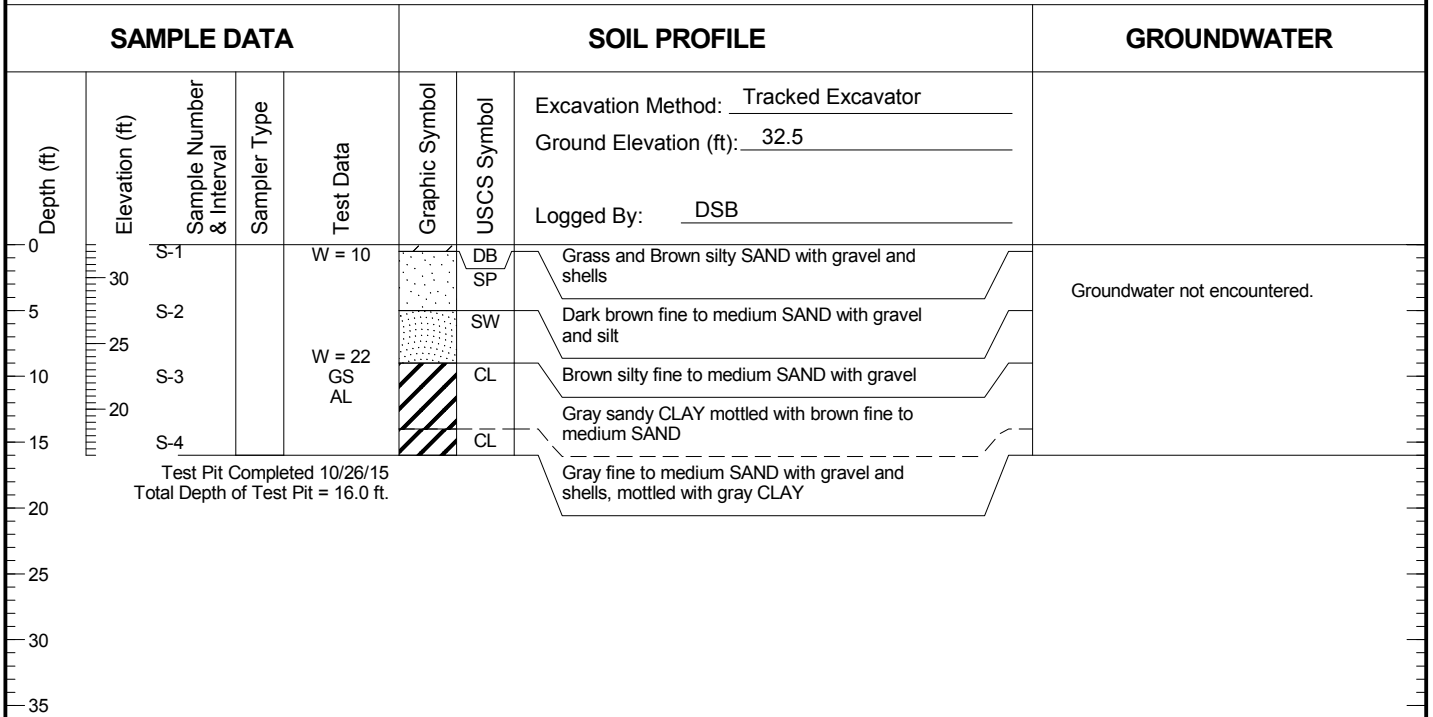 SAMPLE DATA
SOIL PROFILE
GROUNDWATER
Depth (ft)
Elevation (ft)
Sample Number
& Interval
Sampler Type
Test Data
Graphic Symbol
USCS Symbol
Excavation Method: Tracked Excavator
Ground Elevation (ft): 32.5
Logged By: DSB
0
5
10
15
20
25
30
35
30
25
20
S-1
S-2
S-3
S-4
W = 10
W = 22
GS
AL
DB
SP
SW
CL
CL
Grass and Brown silty SAND with gravel and
shells
Dark brown fine to medium SAND with gravel
and silt
Brown silty fine to medium SAND with gravel
Gray sandy CLAY mottled with brown fine to
medium SAND
Gray fine to medium SAND with gravel and
shells, mottled with gray CLAY
Groundwater not encountered.
Test Pit Completed 10/26/15
Total Depth of Test Pit = 16.0 ft.